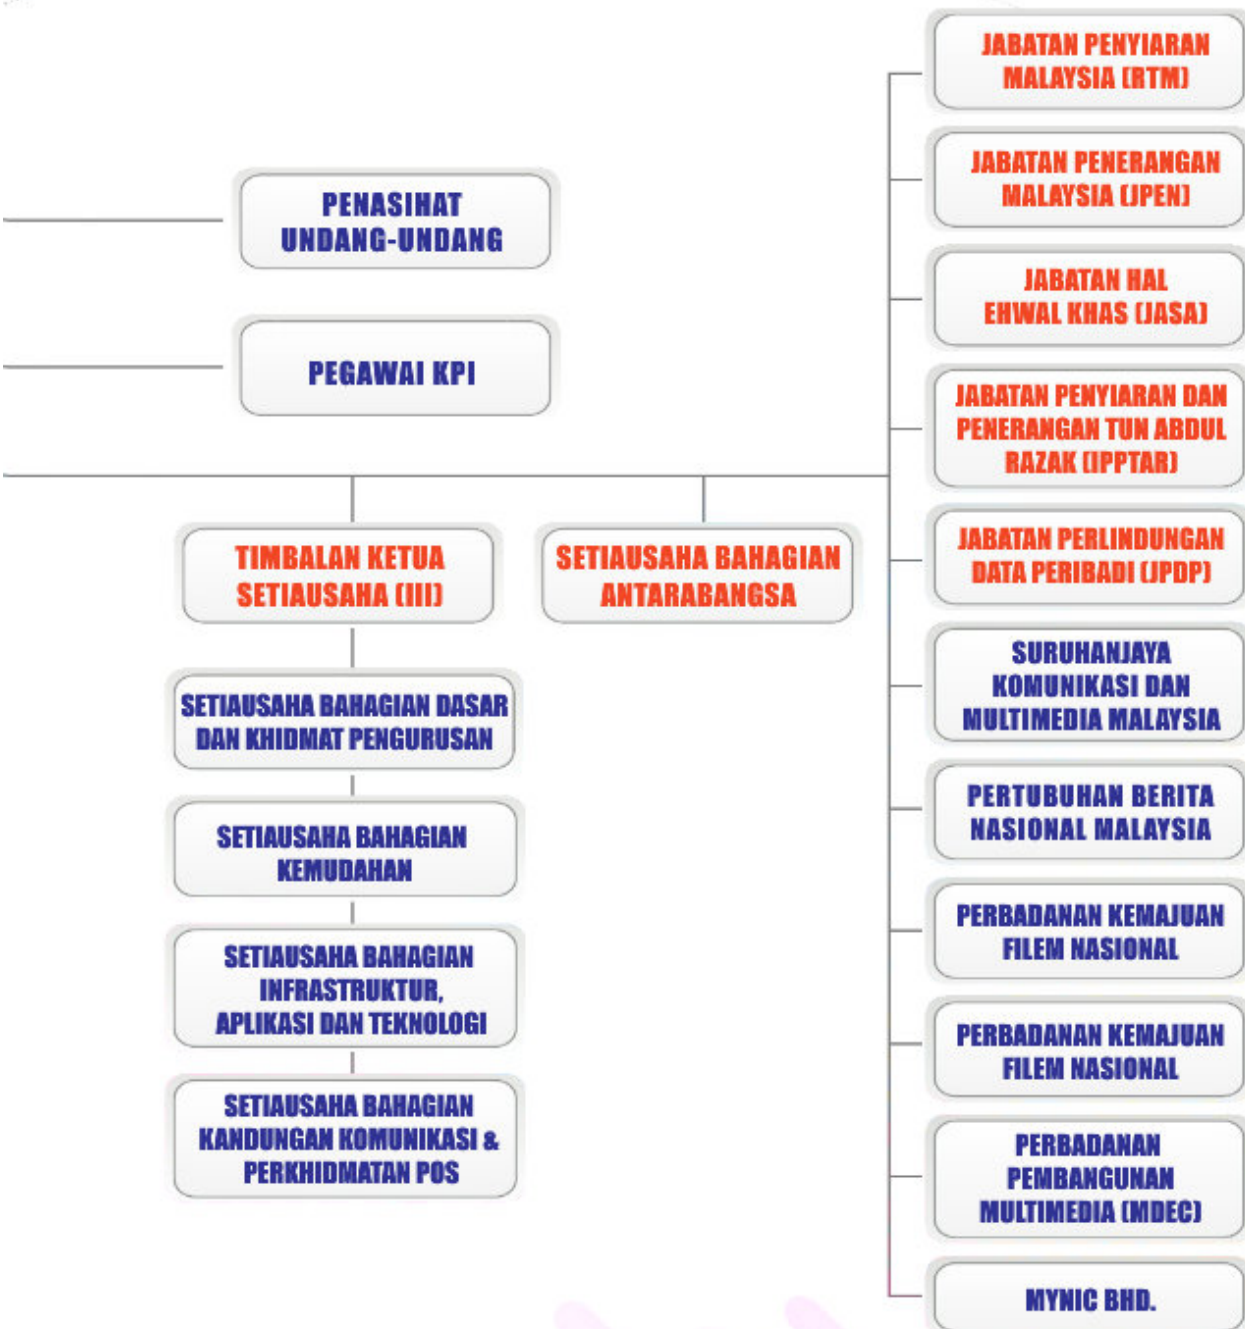 PENASIHAT
UNDANG-UNDANG
PEGAWAI KPI
TIMBALAN KETUA
SETIAUSAHA (III)
SETIAUSAHA BAHAGIAN
ANTARABANGSA
SETIAUSAHA BAHAGIAN DASAR
DAN KHIDMAT PENGURUSAN
SETIAUSAHA BAHAGIAN
KEMUDAHAN
SETIAUSAHA BAHAGIAN
INFRASTRUKTUR,
APLIKASI DAN TEKNOLOGI
SETIAUSAHA BAHAGIAN
KANDUNGAN KOMUNIKASI &
PERKHIDMATAN POS
JABATAN PENYIARAN
MALAYSIA (RTM)
JABATAN PENERANGAN
MALAYSIA (JPEN)
JABATAN HAL
EHWAL KHAS (JASA)
JABATAN PENYIARAN DAN
PENERANGAN TUN ABDUL
RAZAK (IPPTAR)
JABATAN PERLINDUNGAN
DATA PERIBADI (JPDP)
SURUHANJAYA
KOMUNIKASI DAN
MULTIMEDIA MALAYSIA
PERTUBUHAN BERITA
NASIONAL MALAYSIA
PERBADANAN KEMAJUAN
FILEM NASIONAL
PERBADANAN KEMAJUAN
FILEM NASIONAL
PERBADANAN
PEMBANGUNAN
MULTIMEDIA (MDEC)
MYNIC BHD.